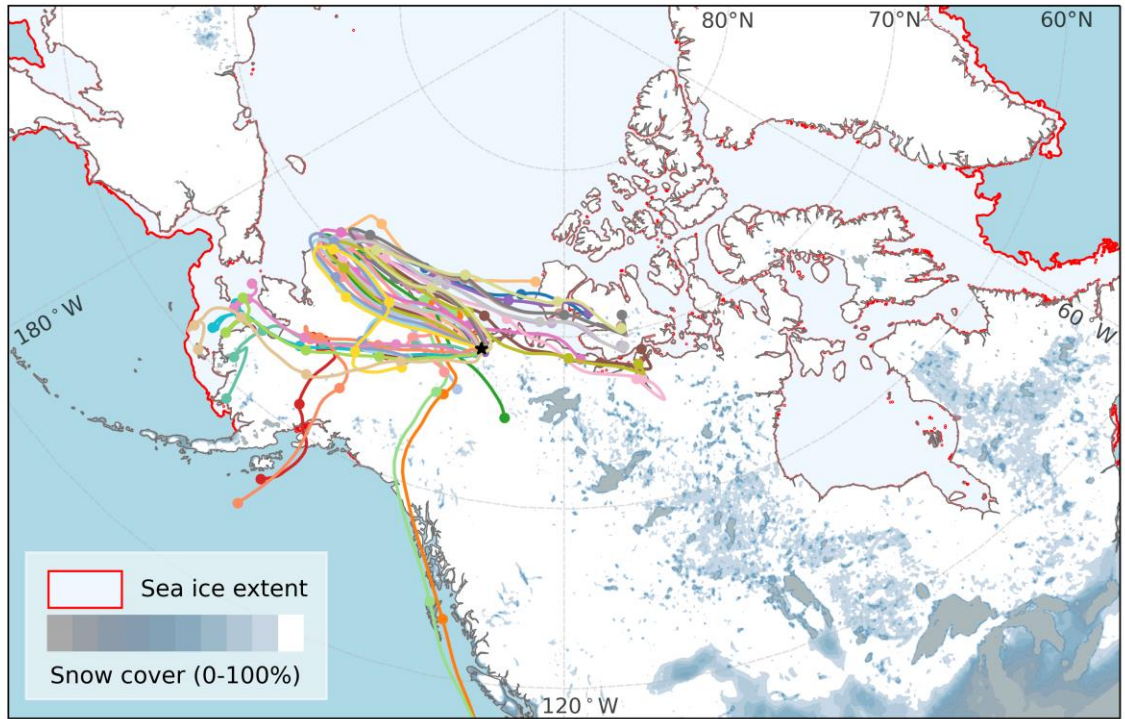 80°N
70°N
60°N
180° W
60 W
Sea ice extent
Snow cover (0-100%)
120° W